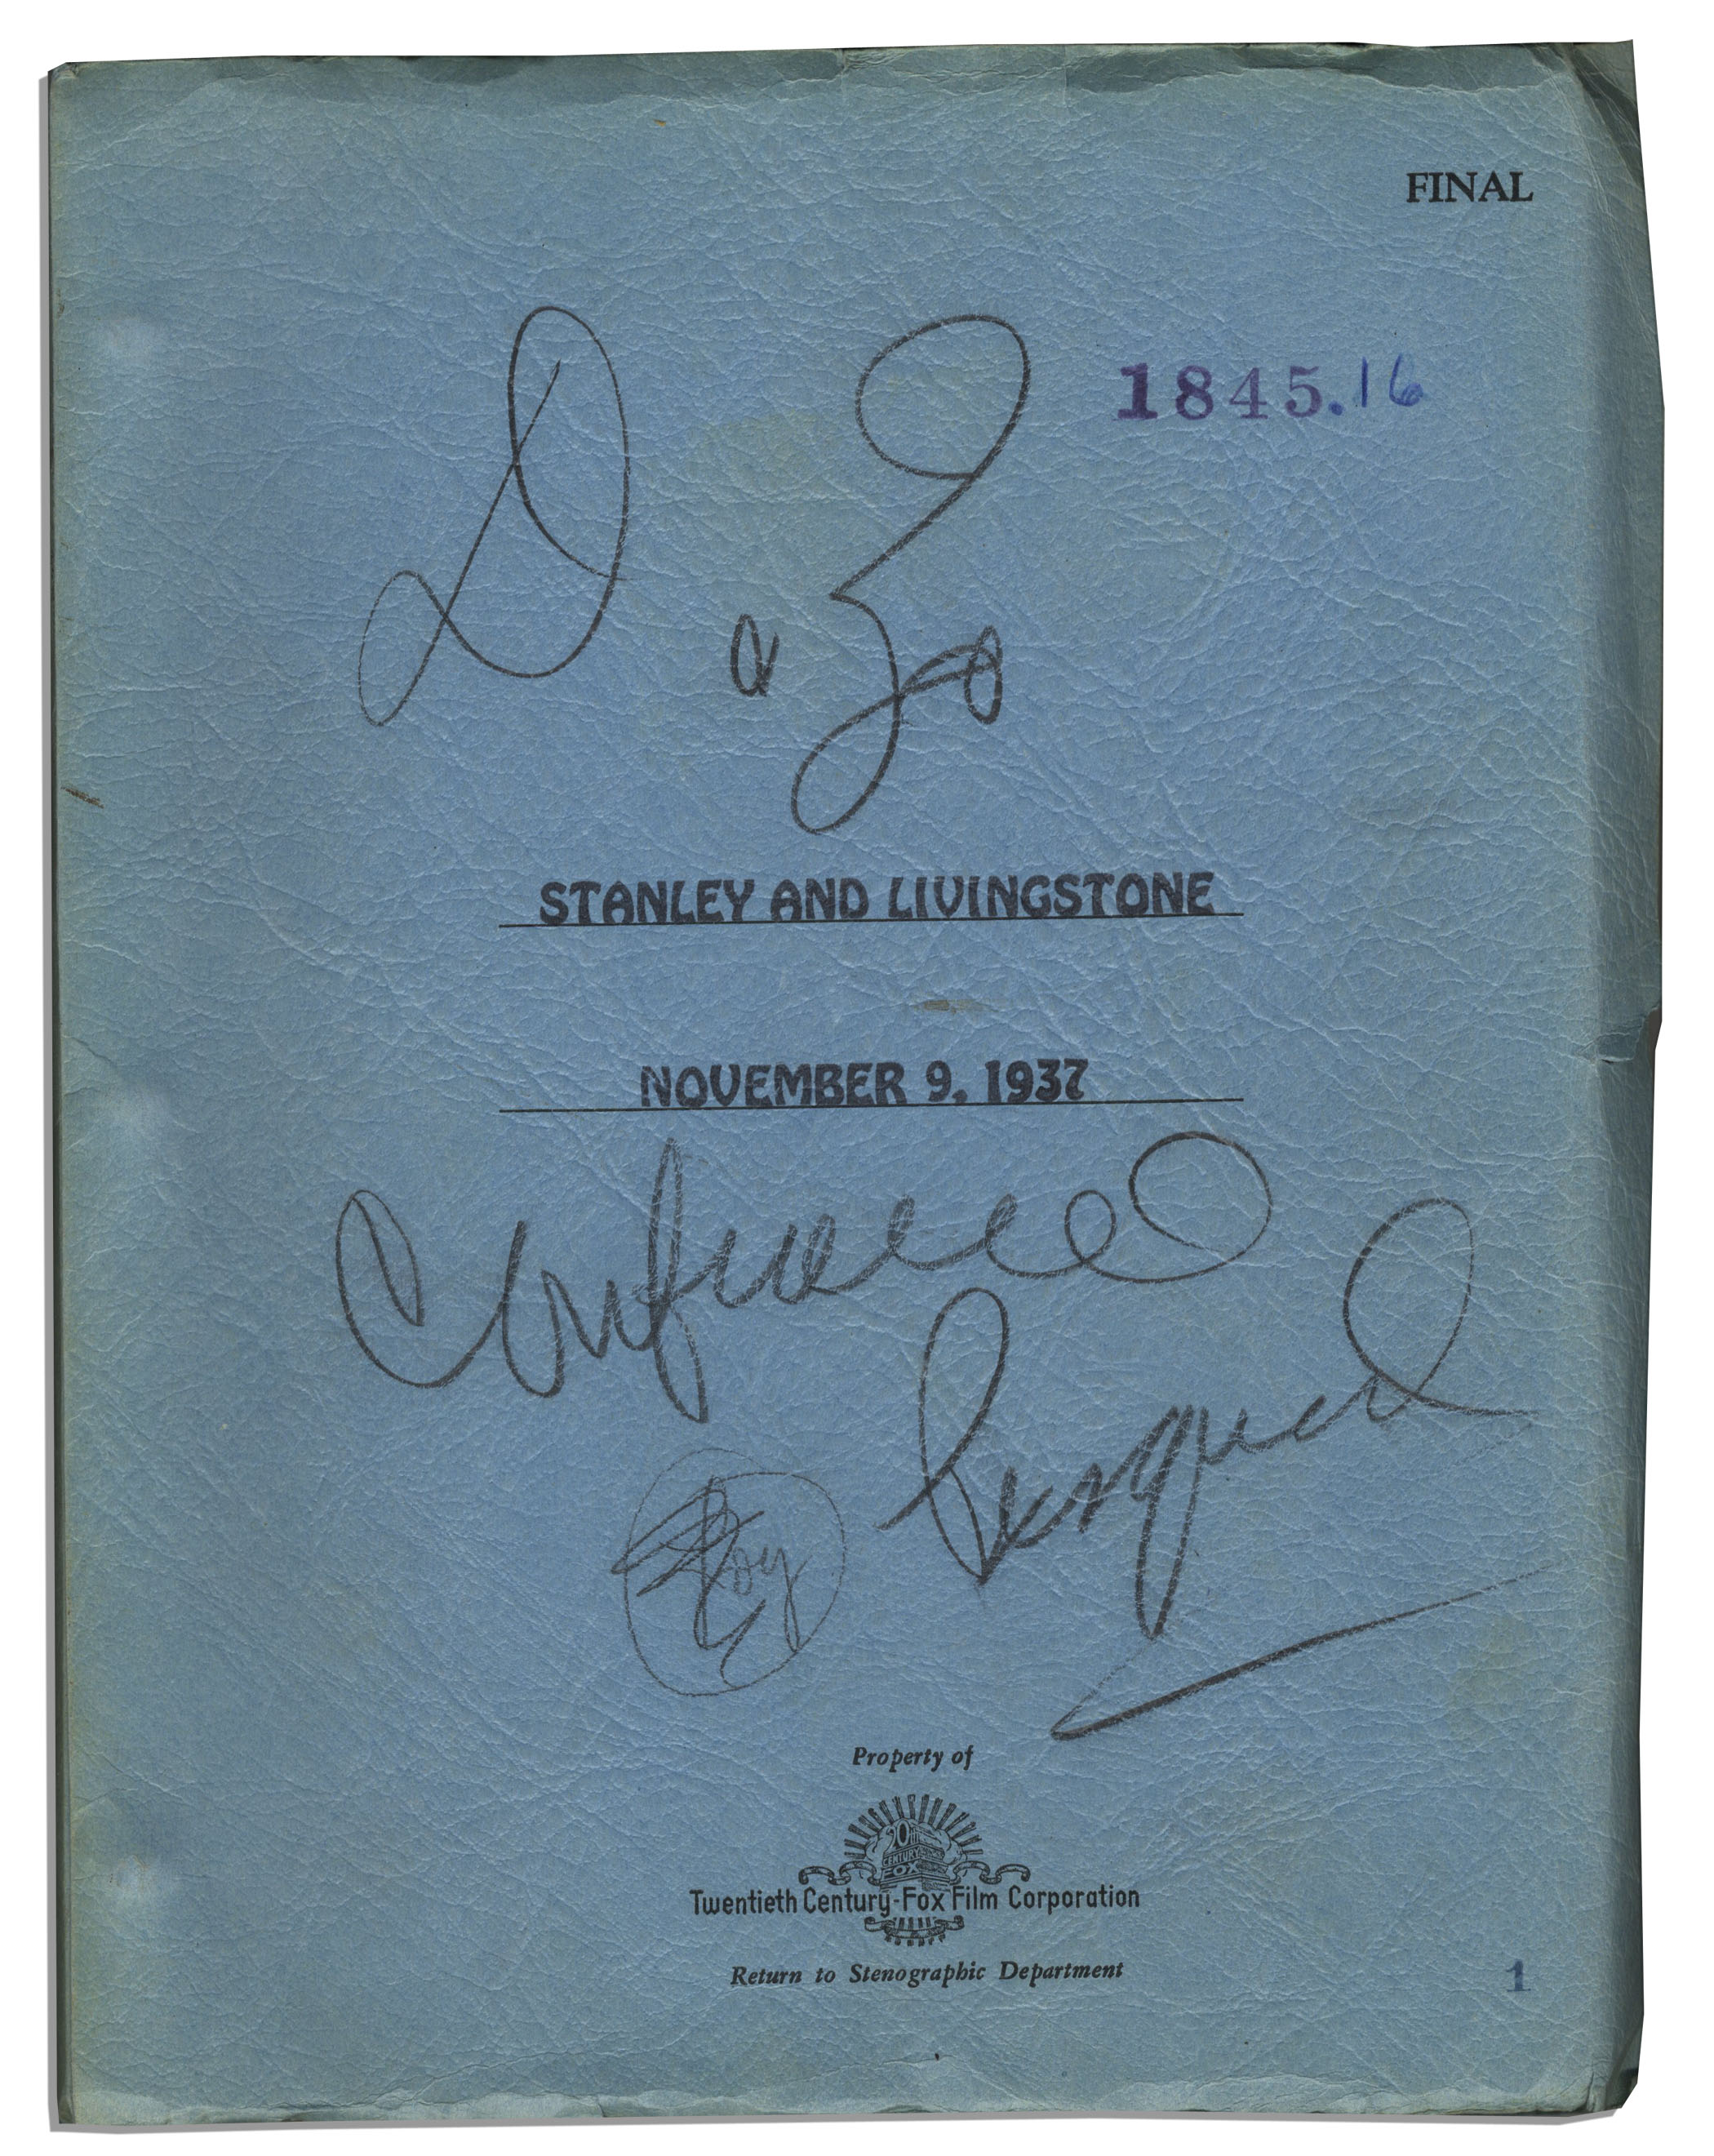 FINAL
1845.16
D a Z
STANLEY AND LIVINGSTONE
NOVEMBER 9, 1937
Property of
20th
CENTURY
FOX
Twentieth Century-Fox Film Corporation
Return to Stenographic Department
1